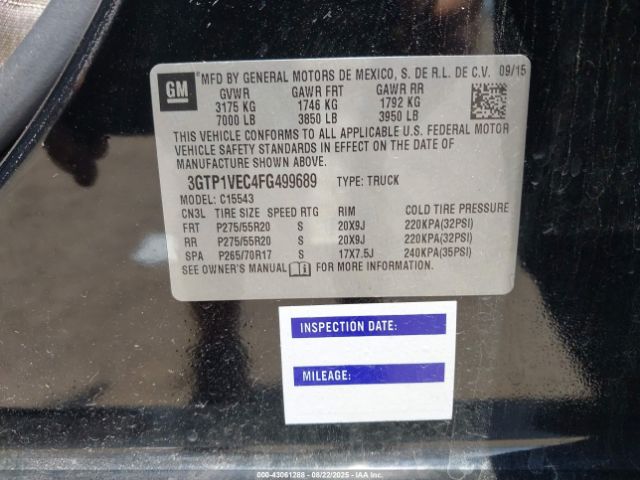 GM
MFD BY GENERAL MOTORS DE MEXICO, S. DE R.L. DE C.V. 09/15
GVWR GAWR FRT GAWR RR
3175 KG 1746 KG 1792 KG
7000 LB 3850 LB 3950 LB
THIS VEHICLE CONFORMS TO ALL APPLICABLE U.S. FEDERAL MOTOR
VEHICLE SAFETY STANDARDS IN EFFECT ON THE DATE OF
MANUFACTURE SHOWN ABOVE.
3GTP1VEC4FG499689 TYPE: TRUCK
MODEL: C15543
CN3L TIRE SIZE SPEED RTG RIM COLD TIRE PRESSURE
FRT P275/55R20 S 20X9J 220KPA(32PSI)
RR P275/55R20 S 20X9J 220KPA(32PSI)
SPA P265/70R17 S 17X7.5J 240KPA(35PSI)
SEE OWNER'S MANUAL FOR MORE INFORMATION.
INSPECTION DATE:
MILEAGE:
000-43061288 - 08/22/2025 - Copyright IAA, Inc.